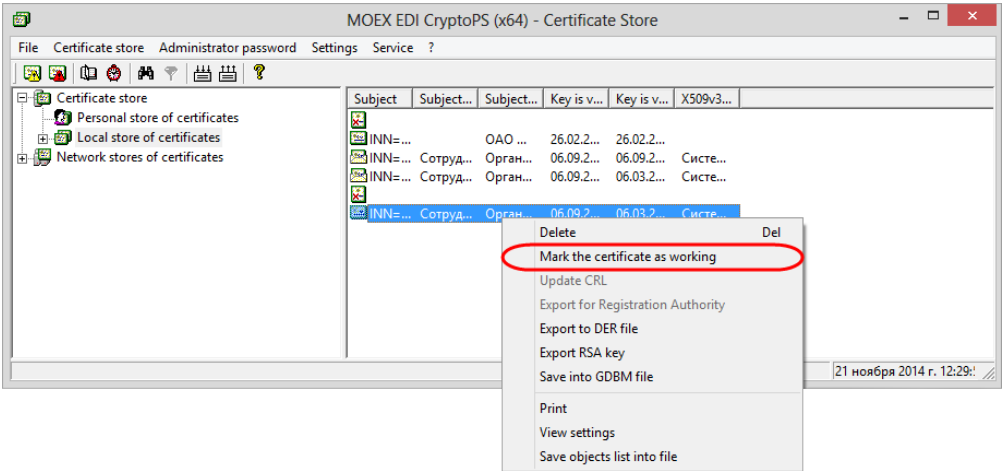 MOEX EDI CryptoPS (x64) - Certificate Store
File Certificate store Administrator password Settings Service ?
Certificate store
Personal store of certificates
Local store of certificates
Network stores of certificates
Subject Subject... Subject... Key is v... Key is v... X509v3...
INN=... ОАО ... 26.02.2... 26.02.2...
INN=... Сотруд... Орган... 06.09.2... 06.09.2... Систе...
INN=... Сотруд... Орган... 06.09.2... 06.03.2... Систе...
INN=... Сотруд... Орган... 06.09.2... 06.03.2... Систе...
Delete Del
Mark the certificate as working
Update CRL
Export for Registration Authority
Export to DER file
Export RSA key
Save into GDBM file
Print
View settings
Save objects list into file
21 ноября 2014 г. 12:29: